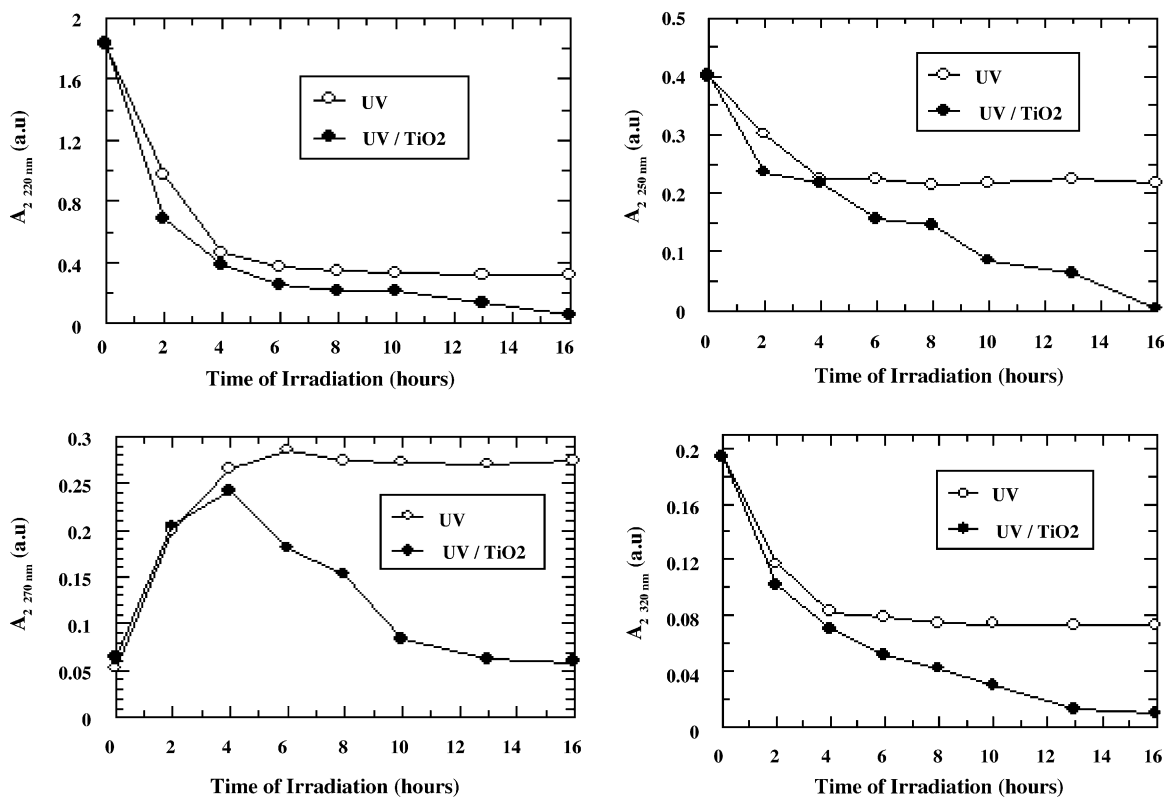 2
1.6
1.2
0.8
0.4
0
A2 220 nm (a.u)
UV
UV / TiO2
0 2 4 6 8 10 12 14 16
Time of Irradiation (hours)
0.5
0.4
0.3
0.2
0.1
0
A2 250 nm (a.u)
UV
UV / TiO2
0 2 4 6 8 10 12 14 16
Time of Irradiation (hours)
0.3
0.25
0.2
0.15
0.1
0.05
0
A2 270 nm (a.u)
UV
UV / TiO2
0 2 4 6 8 10 12 14 16
Time of Irradiation (hours)
0.2
0.16
0.12
0.08
0.04
0
A2 320 nm (a.u)
UV
UV / TiO2
0 2 4 6 8 10 12 14 16
Time of Irradiation (hours)